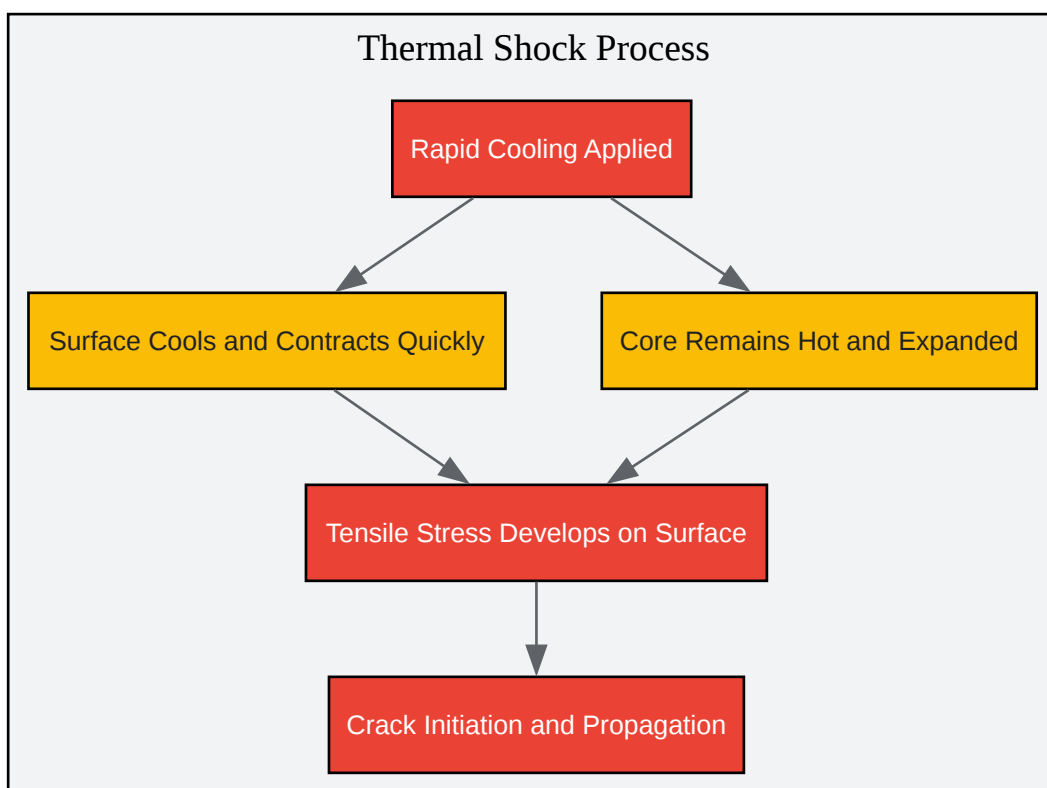 Thermal Shock Process
Rapid Cooling Applied
Surface Cools and Contracts Quickly
Core Remains Hot and Expanded
Tensile Stress Develops on Surface
Crack Initiation and Propagation